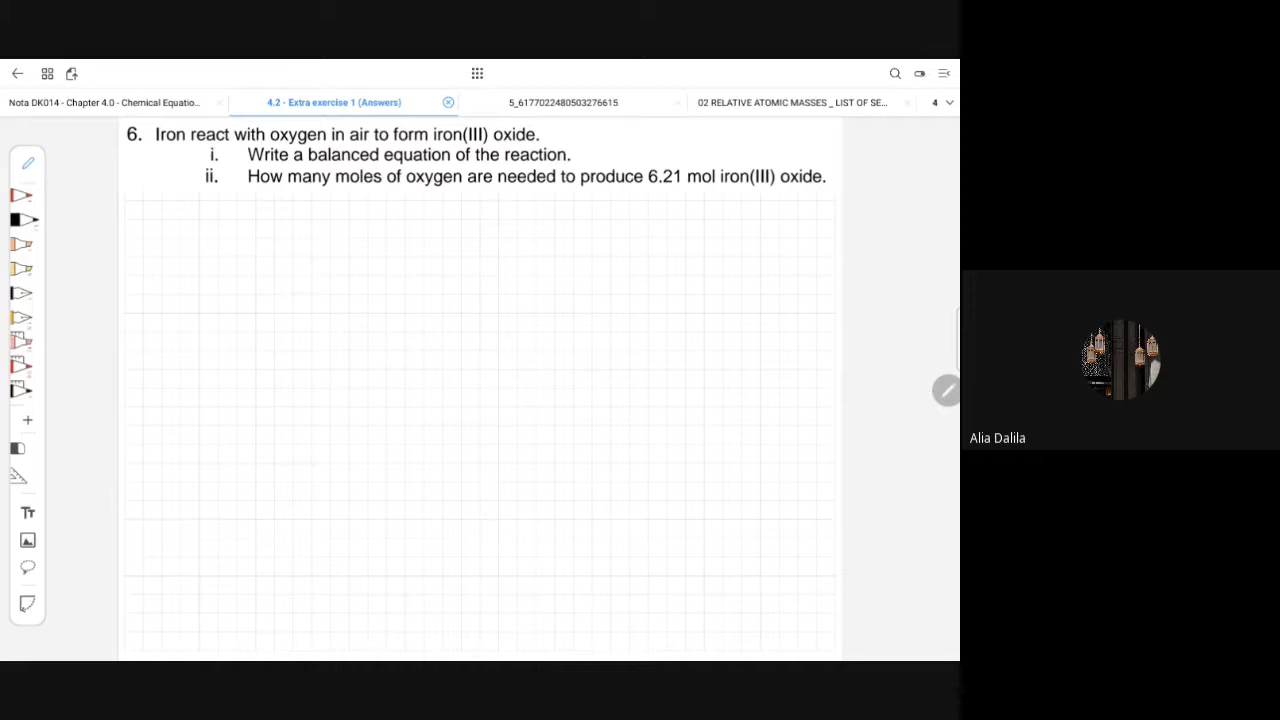 Nota DK014 - Chapter 4.0 - Chemical Equatio...
4.2 - Extra exercise 1 (Answers)
5_6177022480503276615
02 RELATIVE ATOMIC MASSES _ LIST OF SE...
4
6. Iron react with oxygen in air to form iron(III) oxide.
i. Write a balanced equation of the reaction.
ii. How many moles of oxygen are needed to produce 6.21 mol iron(III) oxide.
Tт
Alia Dalila